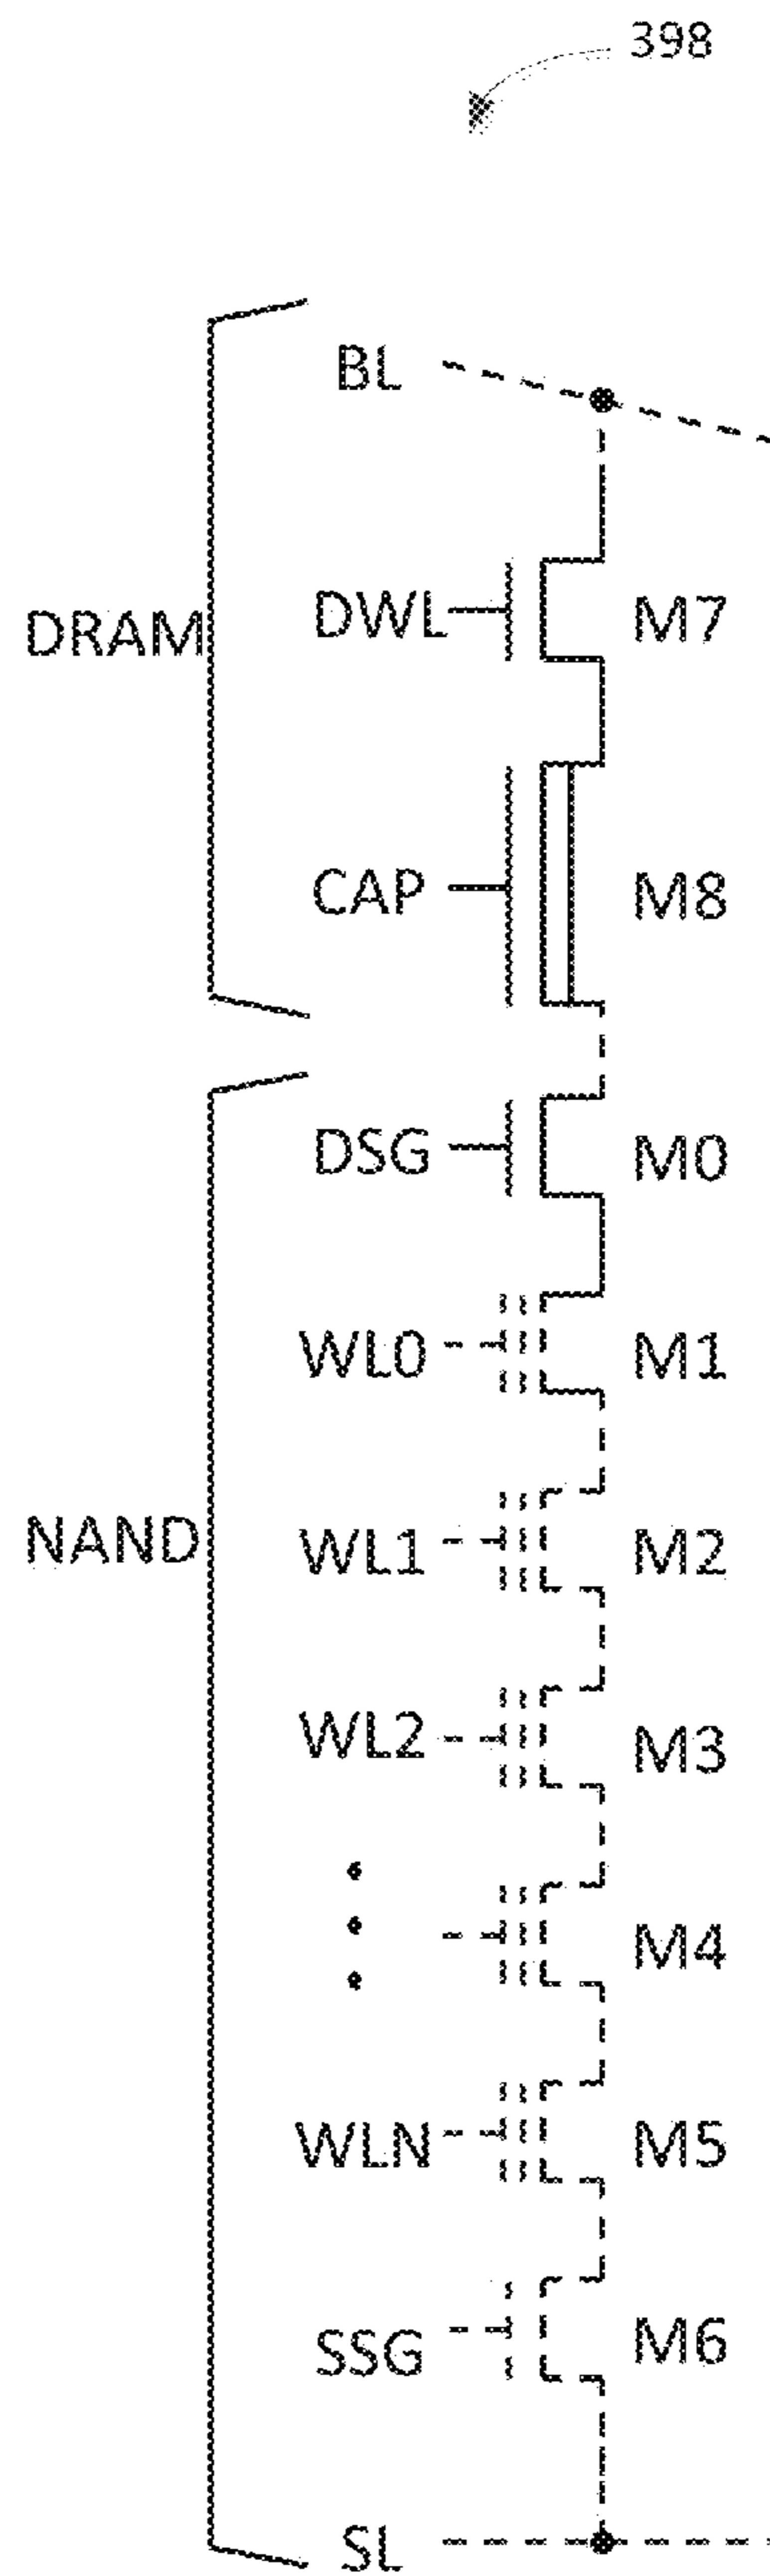 398
BL
DWL M7
DRAM
CAP M8
DSG M0
WL0 M1
WL1 M2
NAND
WL2 M3
M4
WLN M5
SSG M6
SL